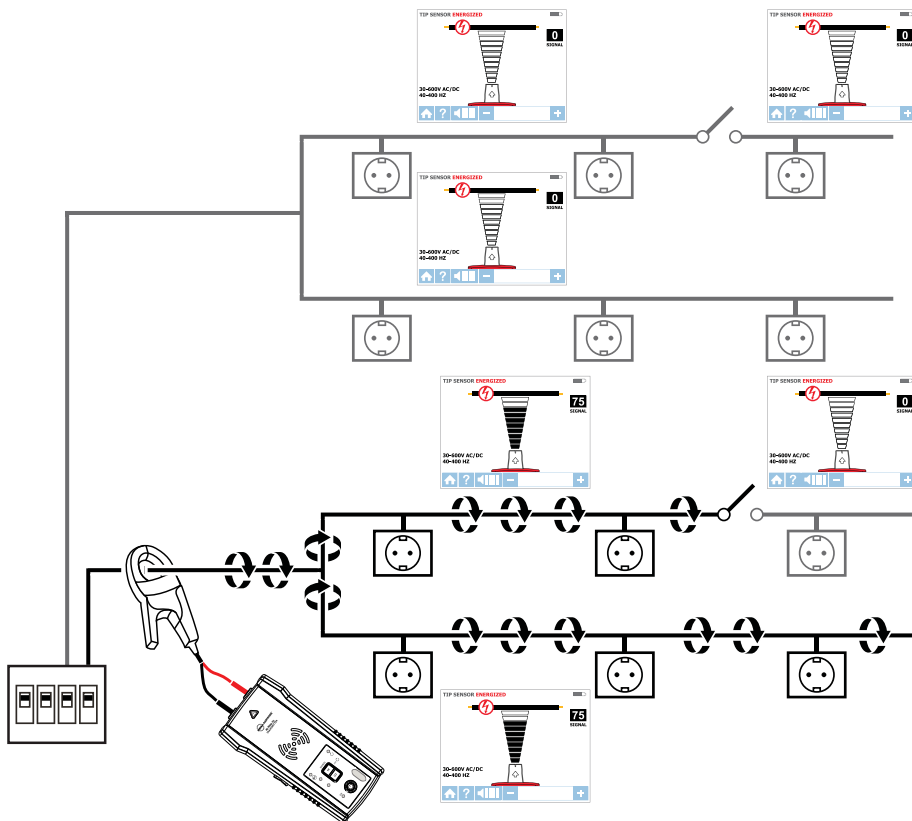 TIP SENSOR ENERGIZED
0
SIGNAL
30-600V AC/DC
40-400 HZ
?
TIP SENSOR ENERGIZED
0
SIGNAL
30-600V AC/DC
40-400 HZ
?
TIP SENSOR ENERGIZED
0
SIGNAL
30-600V AC/DC
40-400 HZ
?
TIP SENSOR ENERGIZED
75
SIGNAL
30-600V AC/DC
40-400 HZ
?
TIP SENSOR ENERGIZED
0
SIGNAL
30-600V AC/DC
40-400 HZ
?
TIP SENSOR ENERGIZED
75
SIGNAL
30-600V AC/DC
40-400 HZ
?